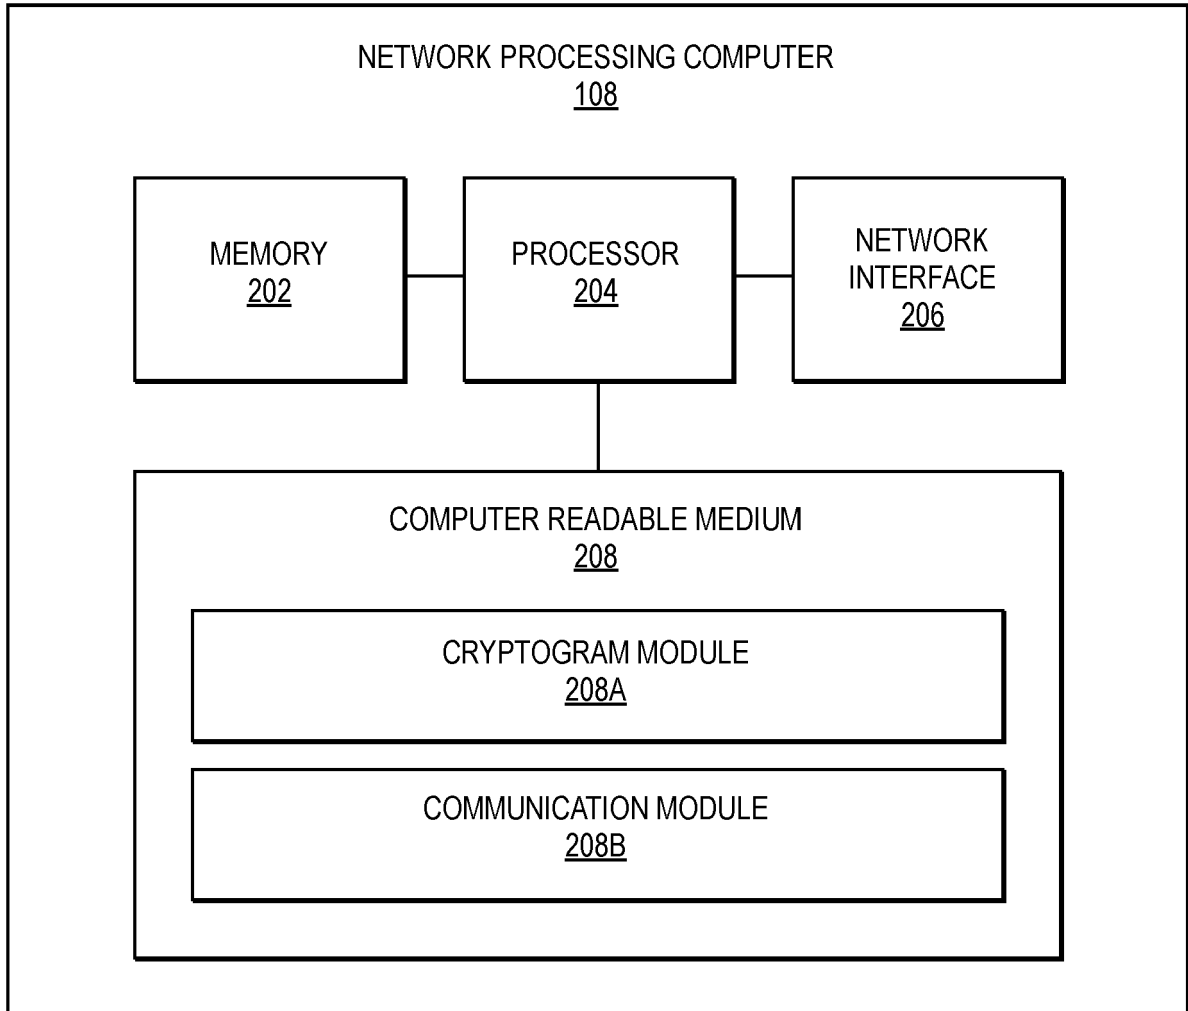 NETWORK PROCESSING COMPUTER
108
MEMORY
202
PROCESSOR
204
NETWORK
INTERFACE
206
COMPUTER READABLE MEDIUM
208
CRYPTOGRAM MODULE
208A
COMMUNICATION MODULE
208B